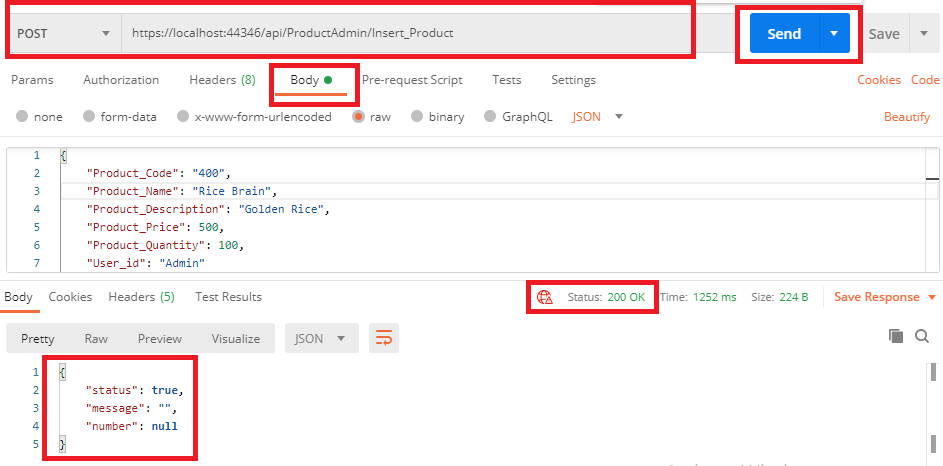 POST https://localhost:44346/api/ProductAdmin/Insert_Product Send Save
Params Authorization Headers (8) Body Pre-request Script Tests Settings Cookies Code
none form-data x-www-form-urlencoded raw binary GraphQL JSON Beautify
1 {
2 "Product_Code": "400",
3 "Product_Name": "Rice Brain",
4 "Product_Description": "Golden Rice",
5 "Product_Price": 500,
6 "Product_Quantity": 100,
7 "User_id": "Admin"
Body Cookies Headers (5) Test Results Status: 200 OK Time: 1252 ms Size: 224 B Save Response
Pretty Raw Preview Visualize JSON
1 {
2 "status": true,
3 "message": "",
4 "number": null
5 }